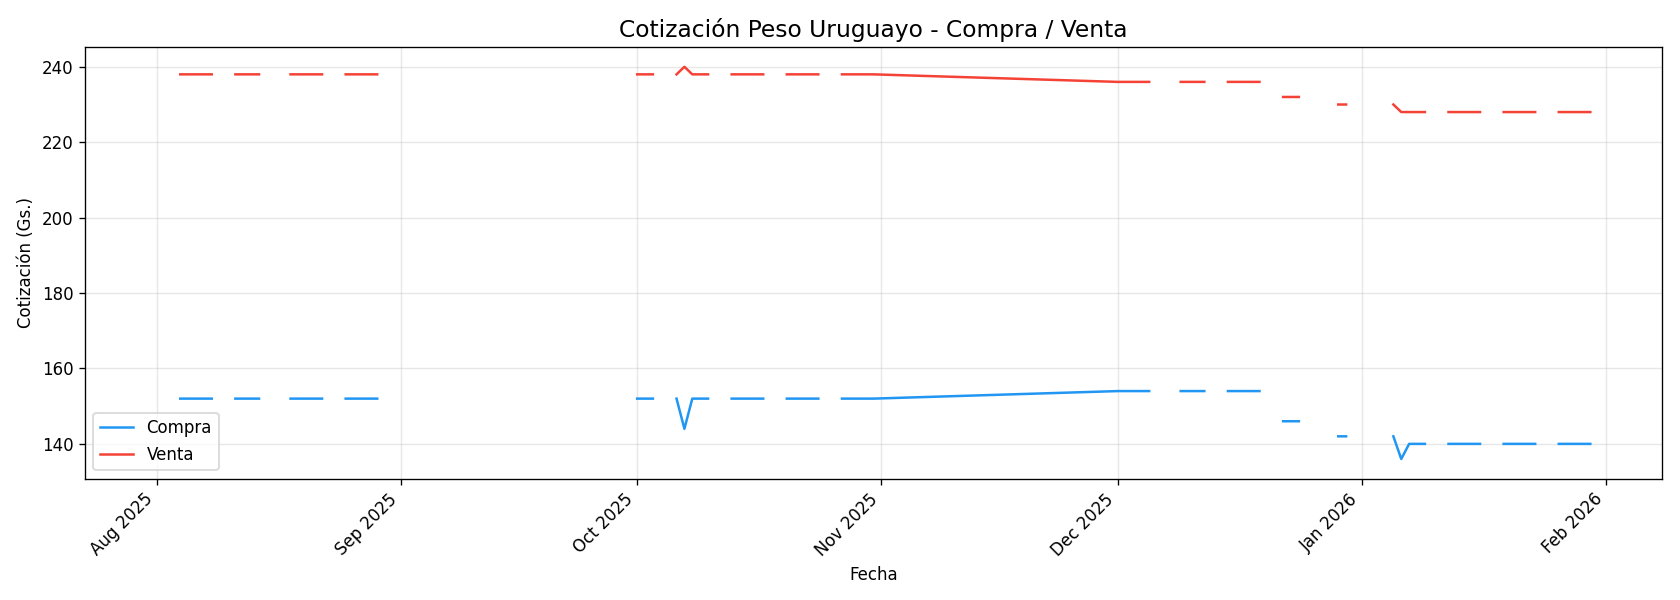 Cotización Peso Uruguayo - Compra / Venta
Cotización (Gs.)
240
220
200
180
160
140
Compra
Venta
Aug 2025
Sep 2025
Oct 2025
Nov 2025
Dec 2025
Jan 2026
Feb 2026
Fecha